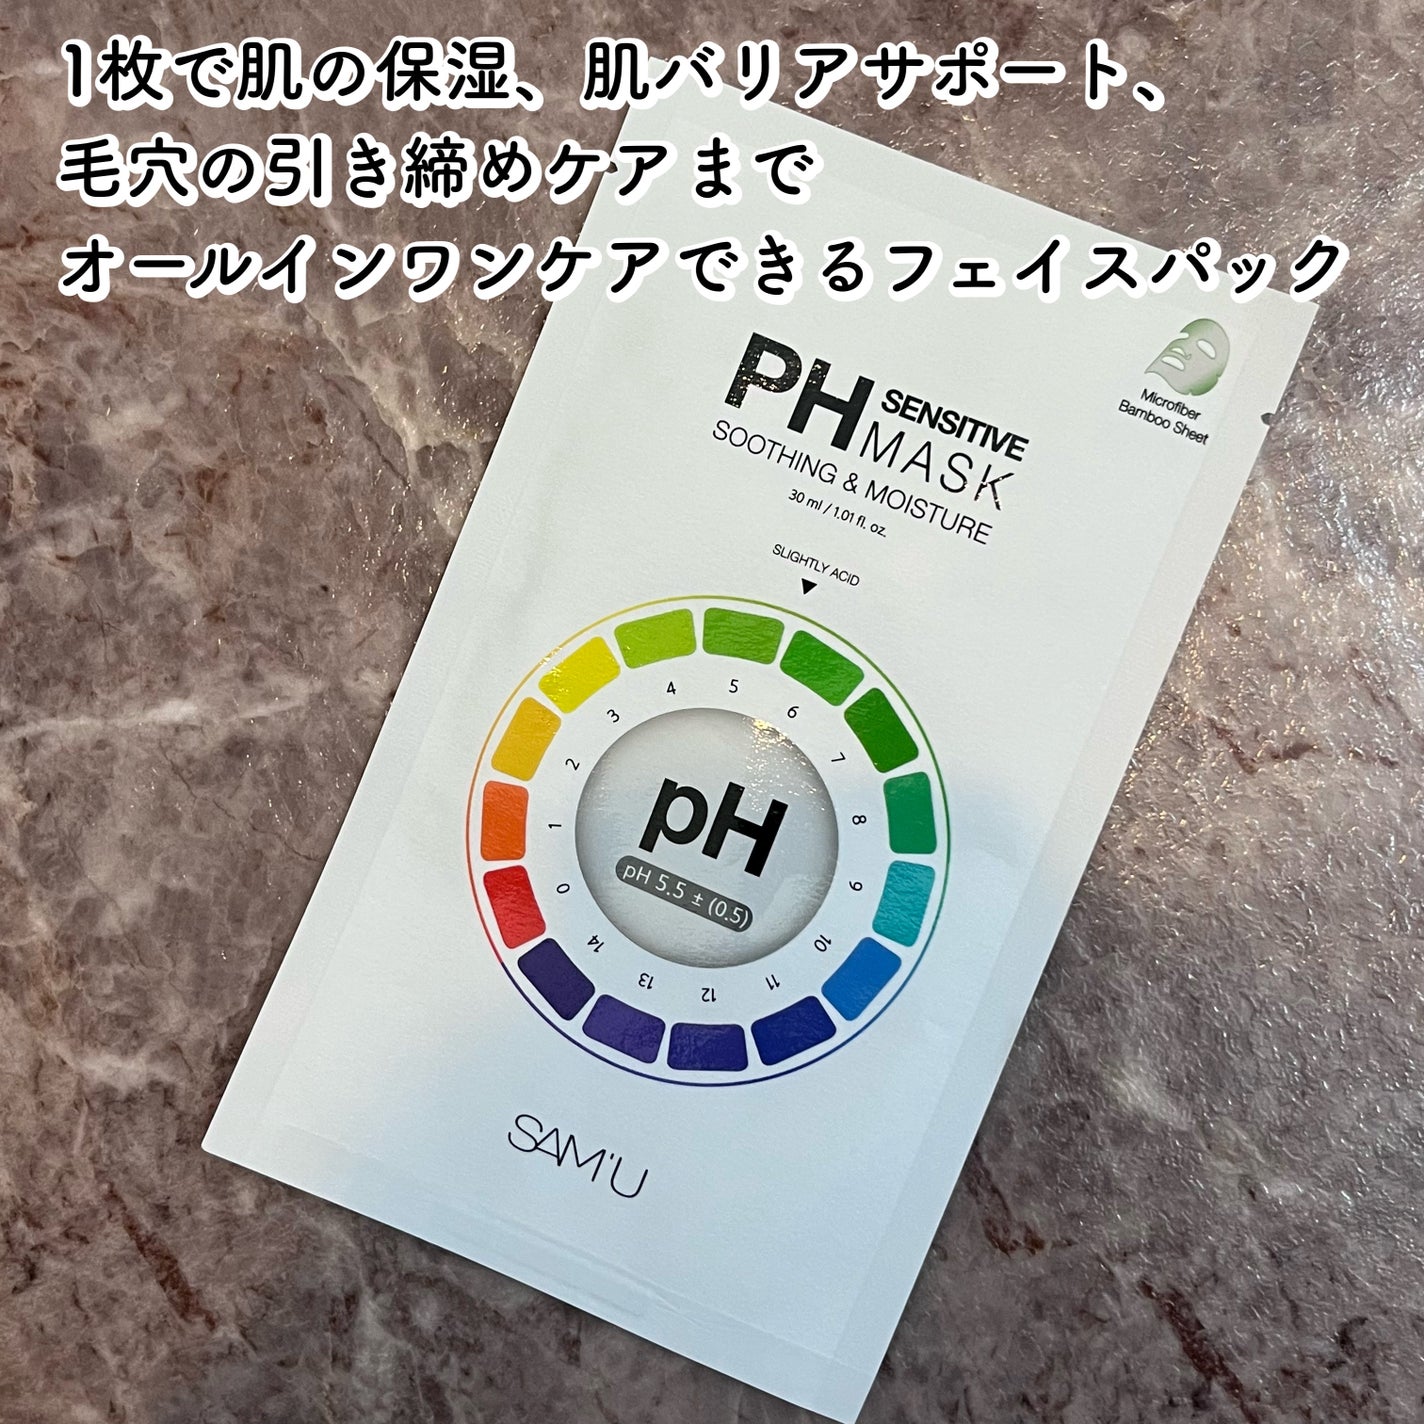 1枚で肌の保湿、肌バリアサポート、
毛穴の引き締めケアまで
オールインワンケアできるフェイスパック
Microfiber
Bamboo Sheet
PH SENSITIVE
MASK
SOOTHING & MOISTURE
30 ml / 1.01 fl. oz.
SLIGHTLY ACID
0
1
2
3
4
5
6
7
8
9
10
11
12
13
14
pH
pH 5.5 ± (0.5)
SAM'U